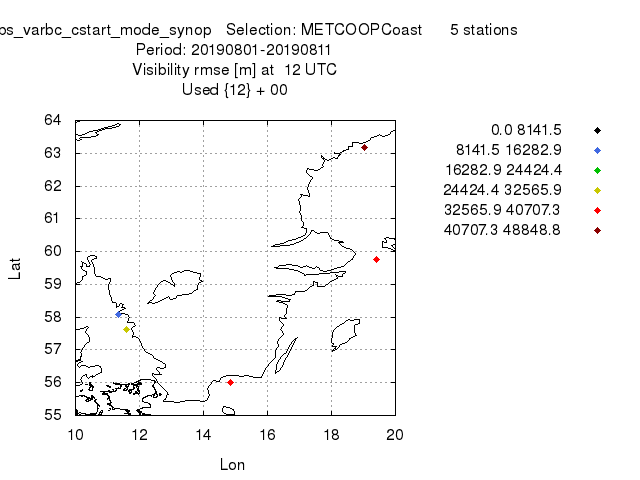 os_varbc_cstart_mode_synop Selection: METCOOPCoast 5 stations
Period: 20190801-20190811
Visibility rmse [m] at 12 UTC
Used {12} + 00
0.0 8141.5
8141.5 16282.9
16282.9 24424.4
24424.4 32565.9
32565.9 40707.3
40707.3 48848.8
Lat
64
63
62
61
60
59
58
57
56
55
10 12 14 16 18 20
Lon